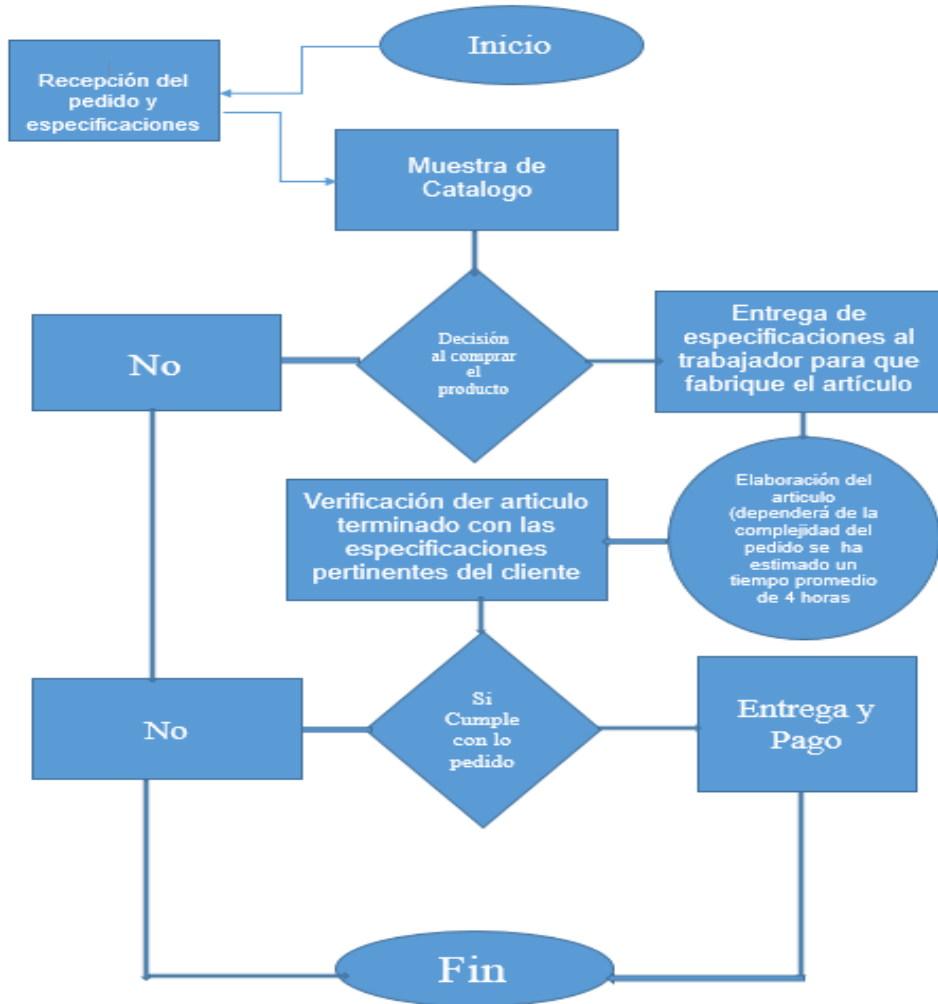 Inicio
Recepción del
pedido y
especificaciones
Muestra de
Catalogo
Decisión
al comprar
el
producto
No
Entrega de
especificaciones al
trabajador para que
fabrique el artículo
Elaboración del
articulo
(dependerá de la
complejidad del
pedido se ha
estimado un
tiempo promedio
de 4 horas
Verificación der articulo
terminado con las
especificaciones
pertinentes del cliente
Si
Cumple
con lo
pedido
No
Entrega y
Pago
Fin